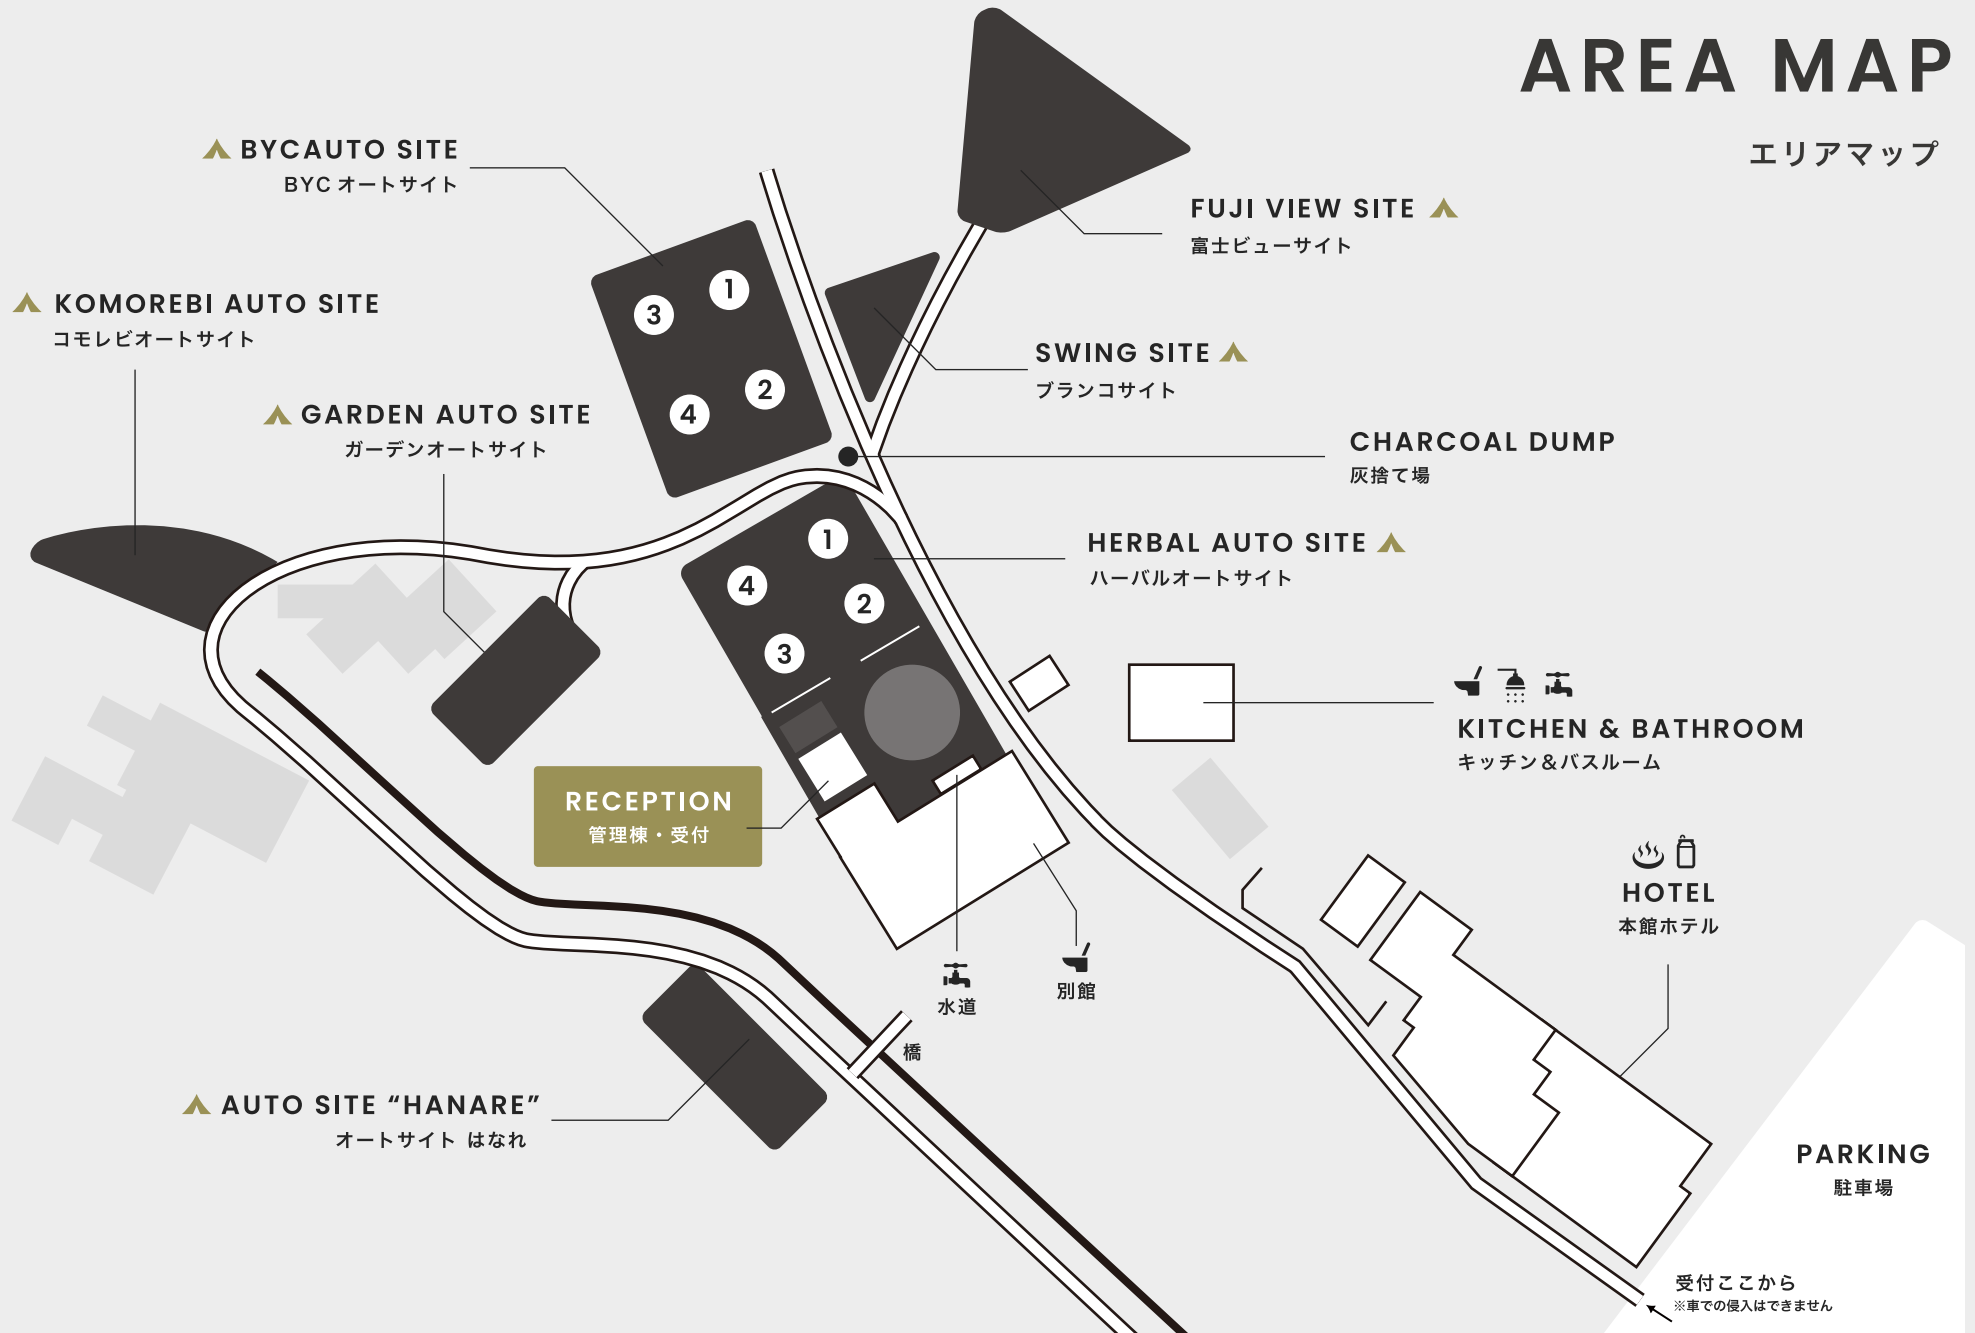 AREA MAP
エリアマップ
BYCAUTO SITE
BYC オートサイト
FUJI VIEW SITE
富士ビューサイト
KOMOREBI AUTO SITE
コモレビオートサイト
SWING SITE
ブランコサイト
GARDEN AUTO SITE
ガーデンオートサイト
1
3
2
4
CHARCOAL DUMP
灰捨て場
HERBAL AUTO SITE
ハーバルオートサイト
1
4
2
3
KITCHEN & BATHROOM
キッチン&バスルーム
RECEPTION
管理棟・受付
HOTEL
本館ホテル
水道
別館
橋
AUTO SITE “HANARE”
オートサイト はなれ
PARKING
駐車場
受付ここから
※車での侵入はできません